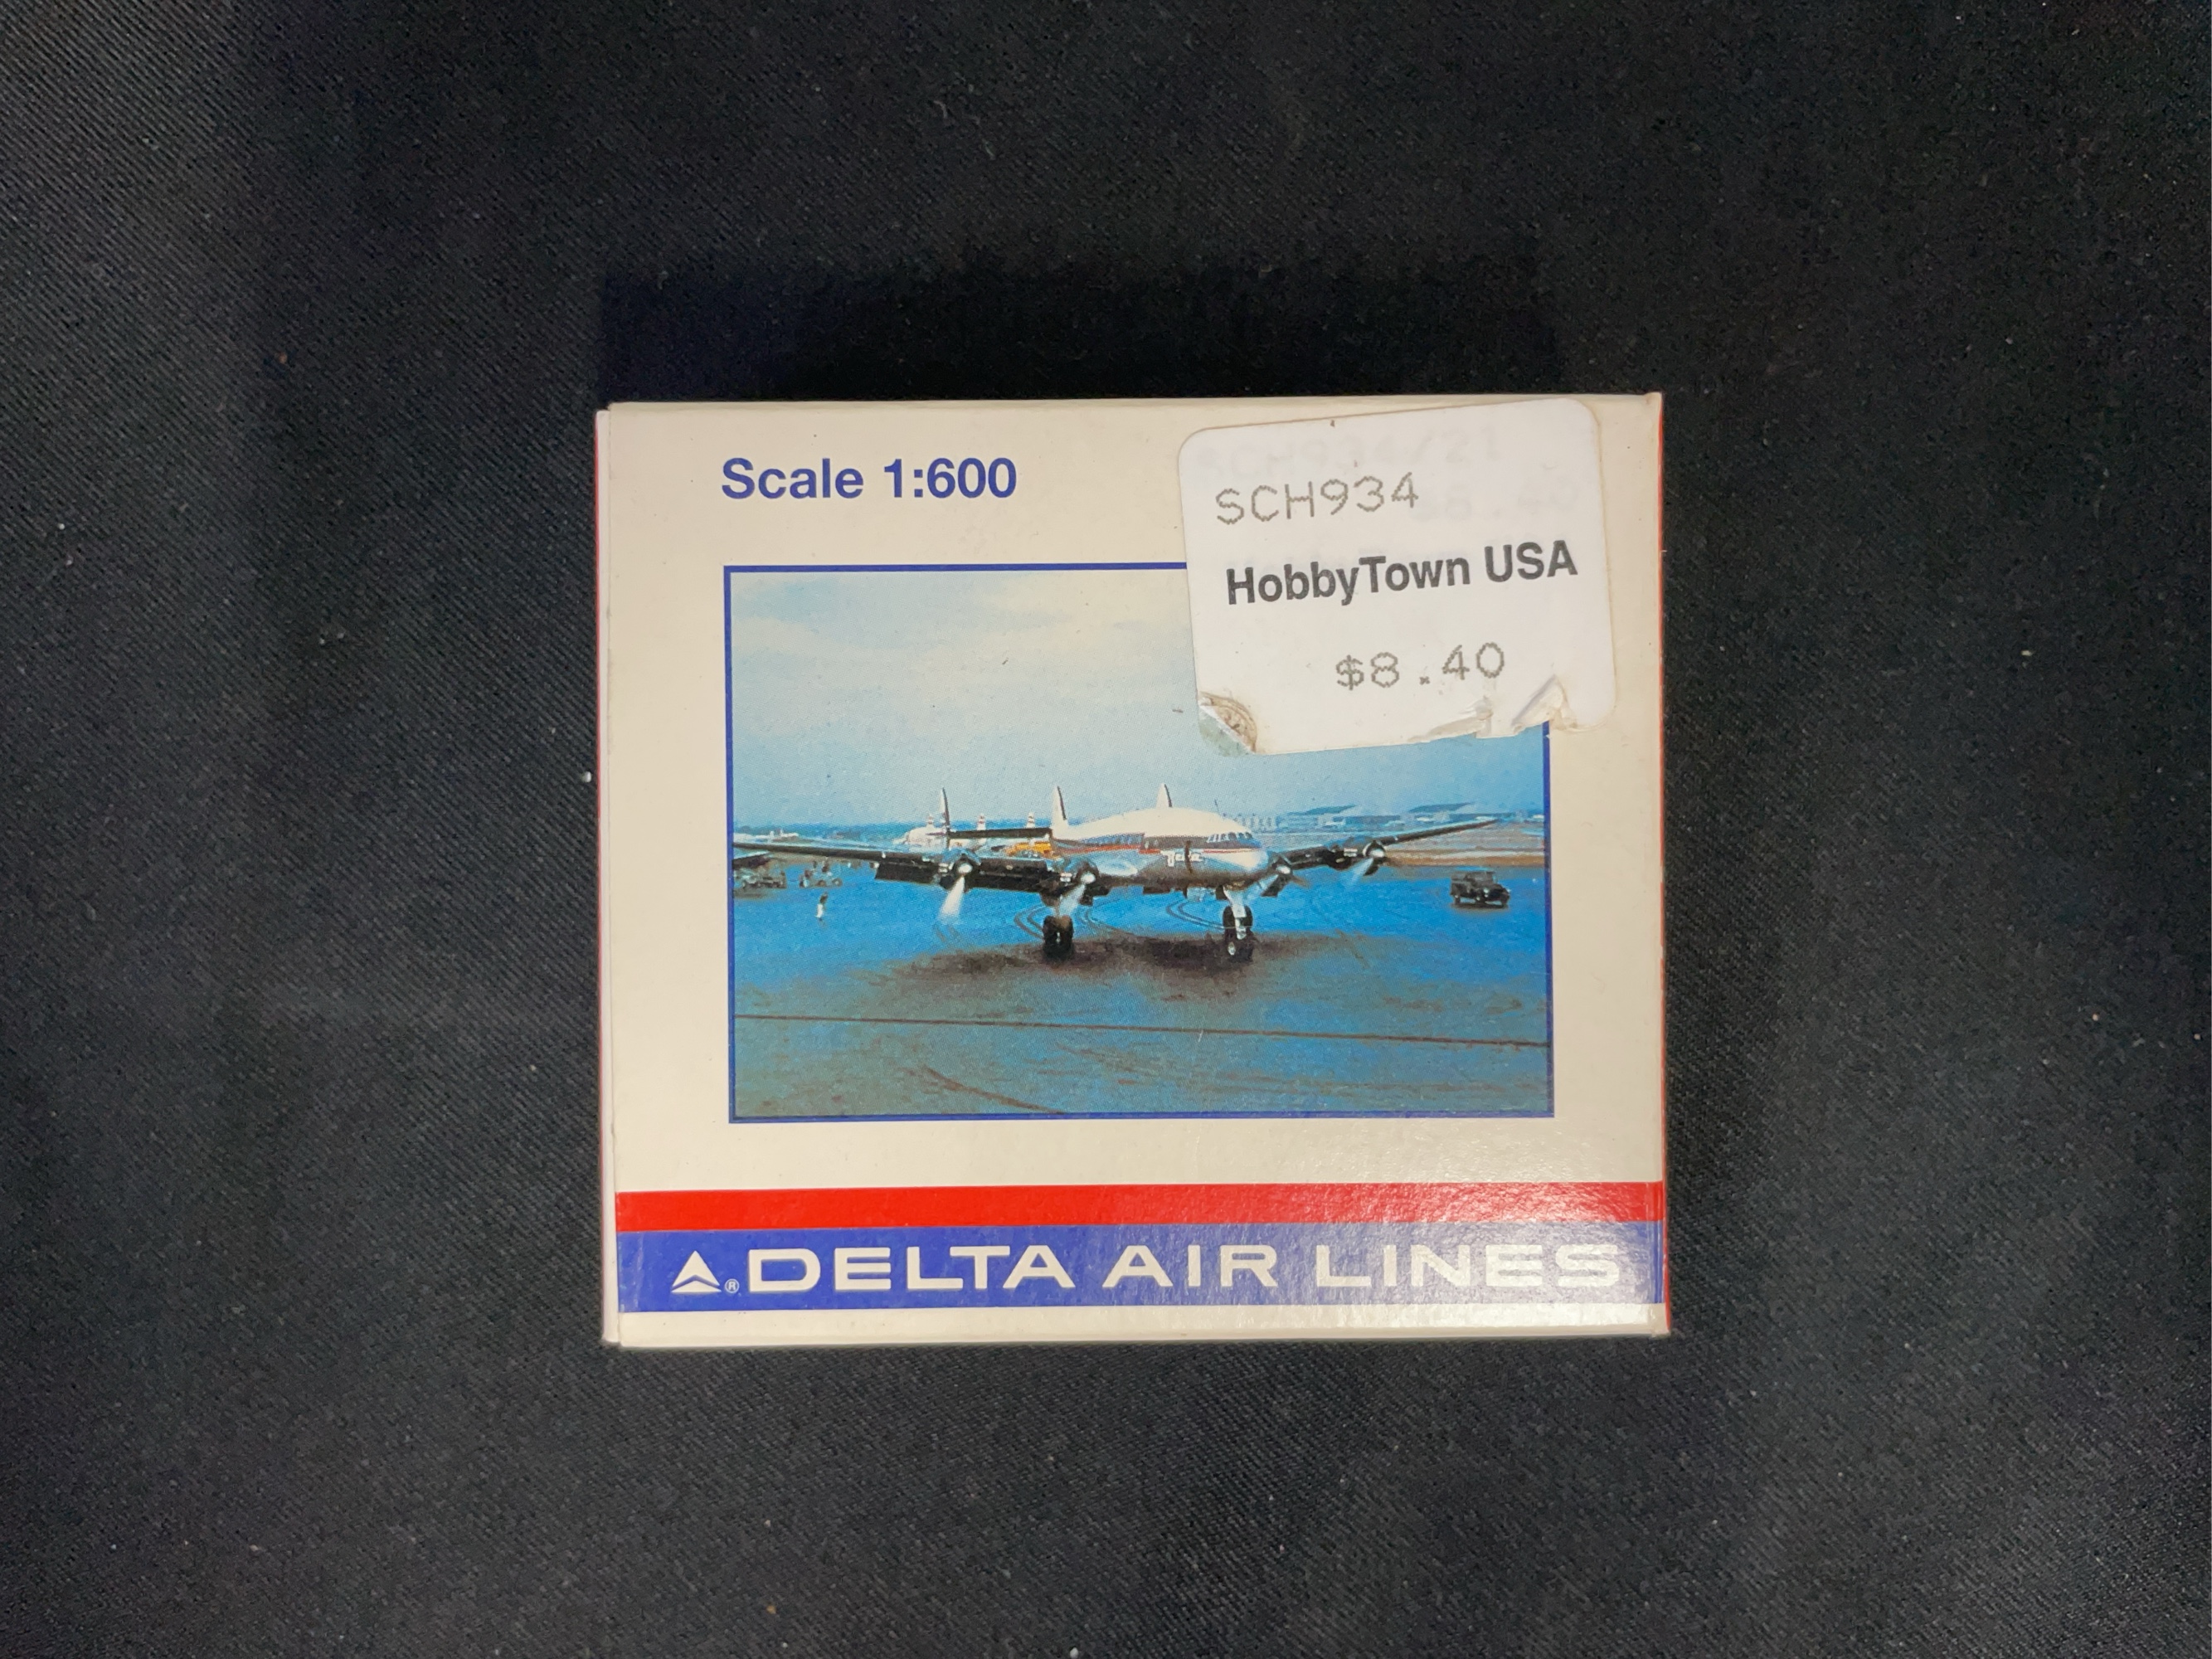 Scale 1:600
SCH934
HobbyTown USA
$8.40
®DELTA AIR LINES